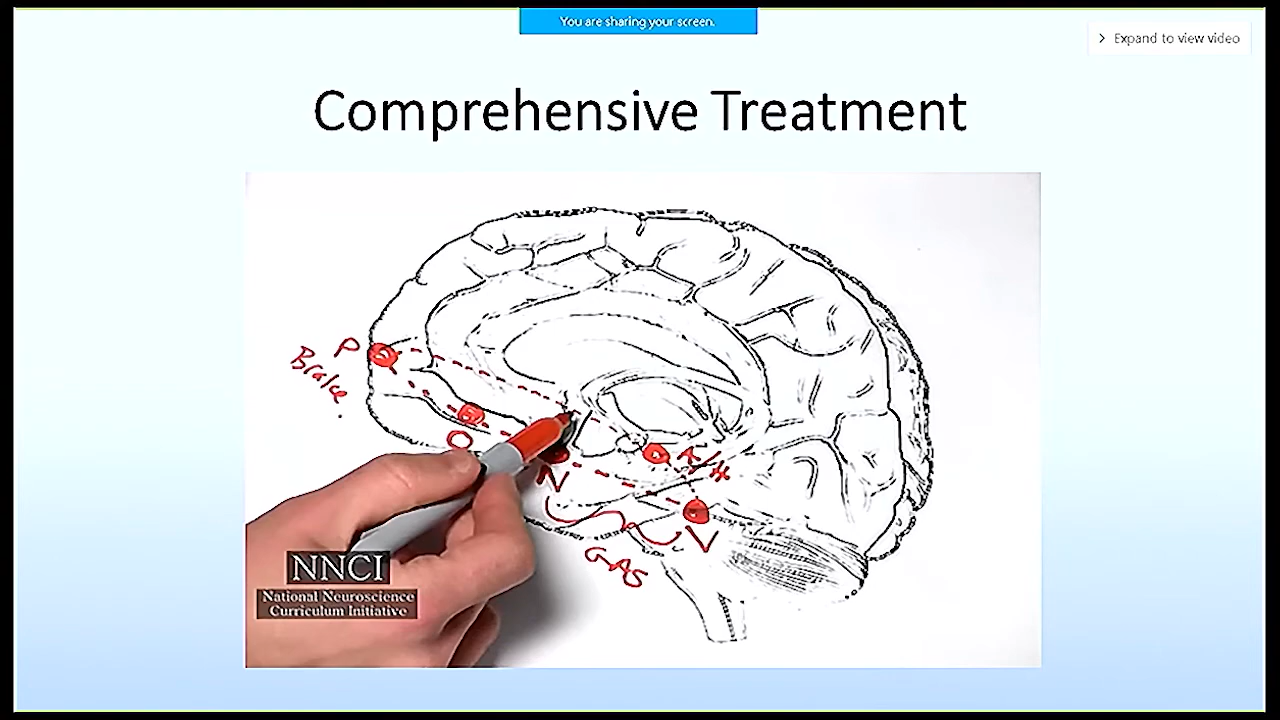 You are sharing your screen.
Expand to view video
Comprehensive Treatment
P
Brake.
O
N
A/H
V
GAS
NNCI
National Neuroscience
Curriculum Initiative